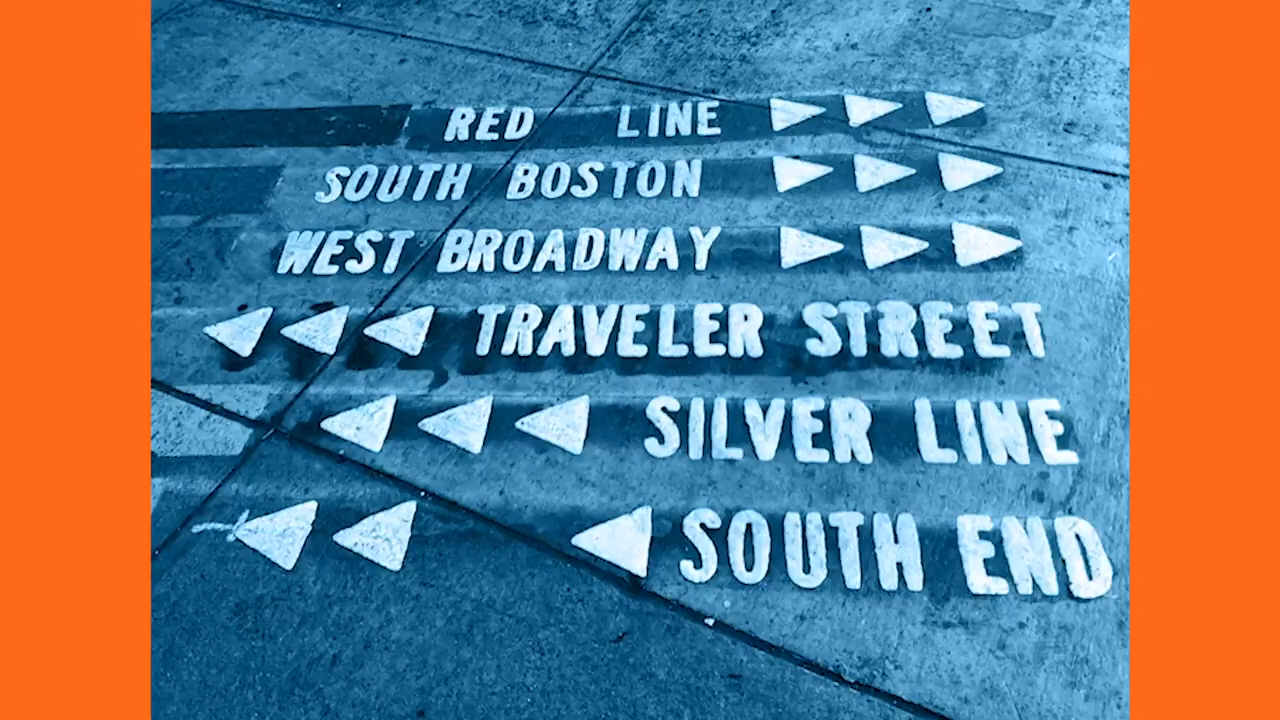 RED LINE
SOUTH BOSTON
WEST BROADWAY
TRAVELER STREET
SILVER LINE
SOUTH END